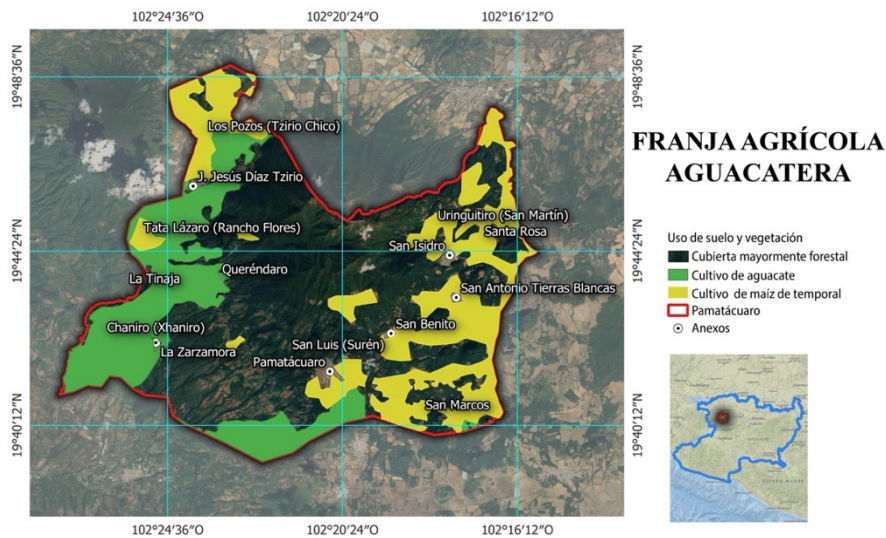 102°24′36″O
102°20′24″O
102°16′12″O
19°48′36″N
19°48′36″N
FRANJA AGRÍCOLA
AGUACATERA
Los Pozos (Tzirio Chico)
J. Jesús Díaz Tzirio
Tata Lázaro (Rancho Flores)
Uringuitiro (San Martín)
Santa Rosa
San Isidro
19°44′24″N
19°44′24″N
Queréndaro
La Tinaja
San Antonio Tierras Blancas
Chaniro (Xhaniro)
San Benito
La Zarzamora
San Luis (Surén)
Pamatácuaro
San Marcos
19°40′12″N
19°40′12″N
102°24′36″O
102°20′24″O
102°16′12″O
Uso de suelo y vegetación
Cubierta mayormente forestal
Cultivo de aguacate
Cultivo de maíz de temporal
Pamatácuaro
Anexos